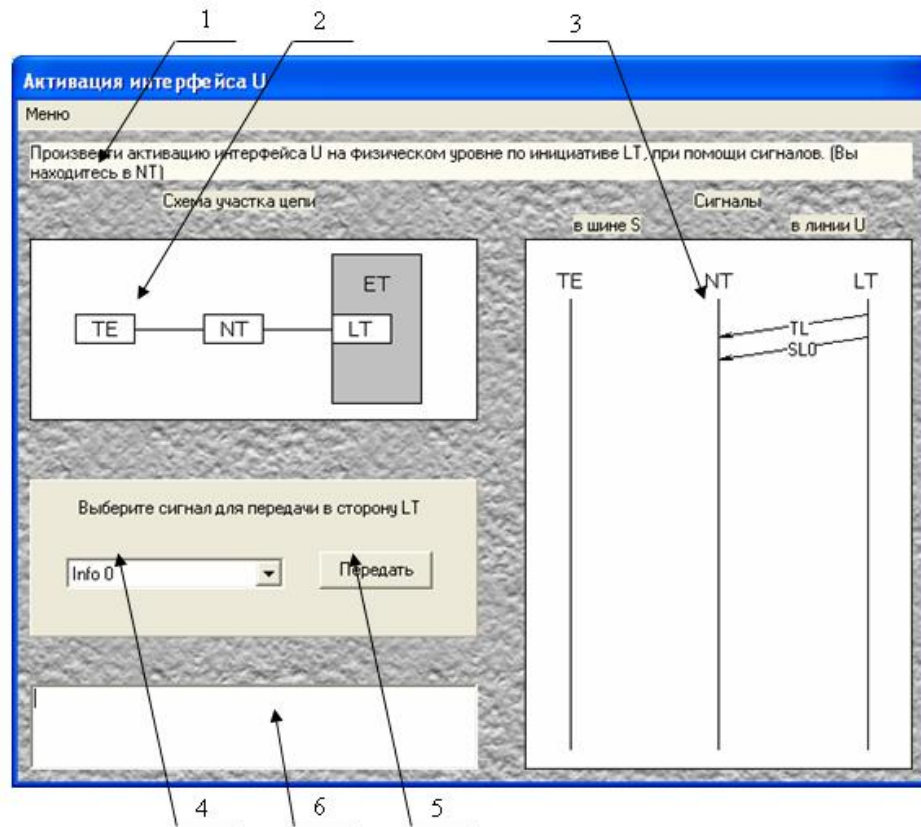 1 2 3
Активация интерфейса U
Меню
Произвести активацию интерфейса U на физическом уровне по инициативе LT, при помощи сигналов. (Вы
находитесь в NT)
Схема участка цепи
Сигналы
в шине S в линии U
ET
TE NT LT
TE NT LT
TL
SL0
Выберите сигнал для передачи в сторону LT
Info 0
Передать
4 6 5